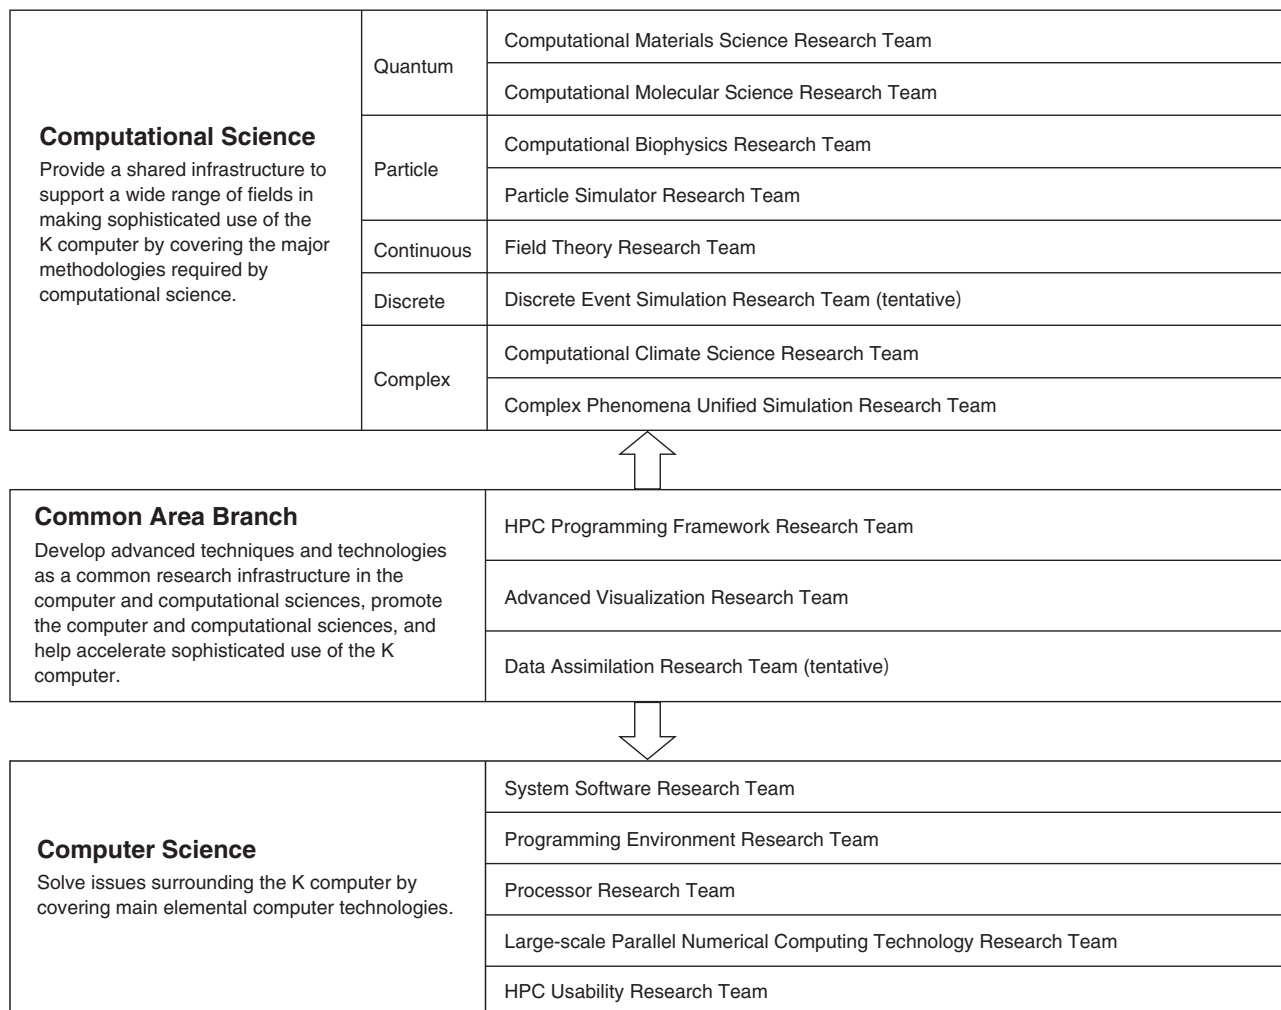 Computational Science
Provide a shared infrastructure to
support a wide range of fields in
making sophisticated use of the
K computer by covering the major
methodologies required by
computational science.
Quantum
Computational Materials Science Research Team
Computational Molecular Science Research Team
Particle
Computational Biophysics Research Team
Particle Simulator Research Team
Continuous
Field Theory Research Team
Discrete
Discrete Event Simulation Research Team (tentative)
Complex
Computational Climate Science Research Team
Complex Phenomena Unified Simulation Research Team
Common Area Branch
Develop advanced techniques and technologies
as a common research infrastructure in the
computer and computational sciences, promote
the computer and computational sciences, and
help accelerate sophisticated use of the K
computer.
HPC Programming Framework Research Team
Advanced Visualization Research Team
Data Assimilation Research Team (tentative)
Computer Science
Solve issues surrounding the K computer by
covering main elemental computer technologies.
System Software Research Team
Programming Environment Research Team
Processor Research Team
Large-scale Parallel Numerical Computing Technology Research Team
HPC Usability Research Team